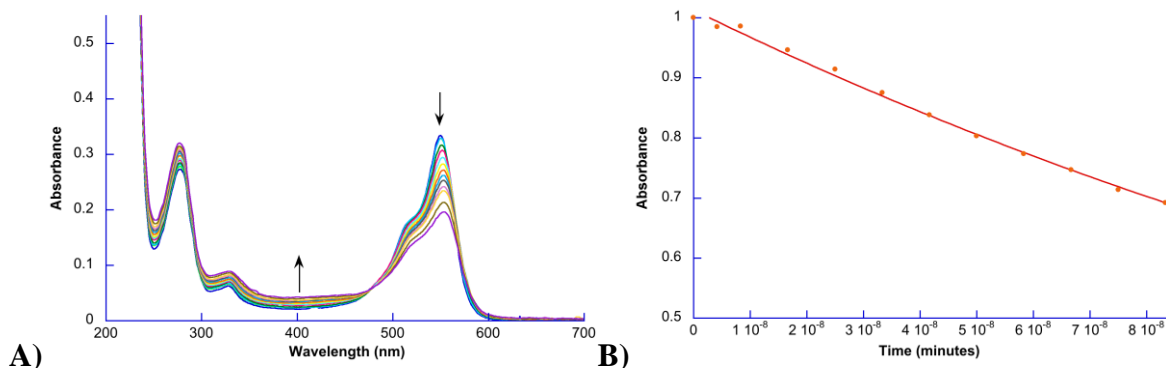 0.5
0.4
0.3
0.2
0.1
0
200 300 400 500 600 700
Absorbance
Wavelength (nm)
A)
1
0.9
0.8
0.7
0.6
0.5
0 1 10⁻⁸ 2 10⁻⁸ 3 10⁻⁸ 4 10⁻⁸ 5 10⁻⁸ 6 10⁻⁸ 7 10⁻⁸ 8 10⁻⁸
Absorbance
Time (minutes)
B)